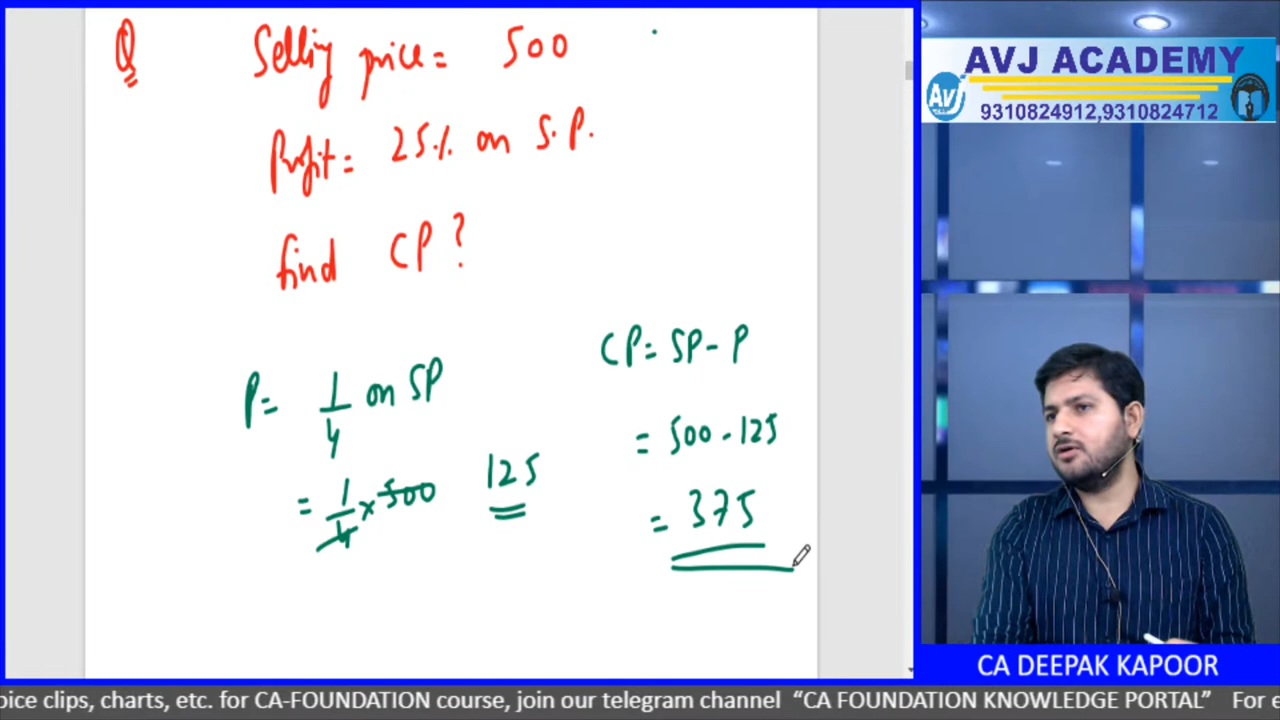 Q Selling price = 500
Profit = 25% on S.P.
find CP?
P = 1/4 on SP
= 1/4 × 500 125
CP = SP - P
= 500 - 125
= 375
AVJ ACADEMY
AVJ
9310824912,9310824712
CA DEEPAK KAPOOR
oice clips, charts, etc. for CA-FOUNDATION course, join our telegram channel “CA FOUNDATION KNOWLEDGE PORTAL” For e